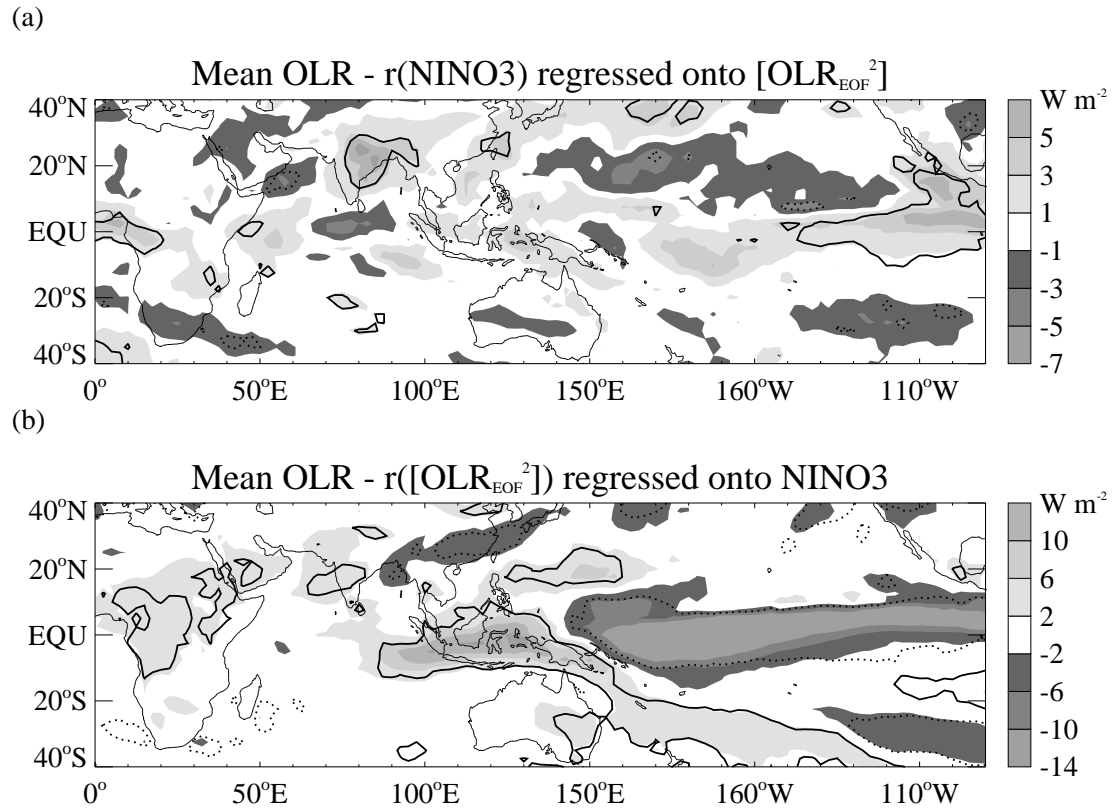 (a)
Mean OLR - r(NINO3) regressed onto [OLR_EOF^2]
W m^-2
40°N
20°N
EQU
20°S
40°S
5
3
1
-1
-3
-5
-7
0° 50°E 100°E 150°E 160°W 110°W
(b)
Mean OLR - r([OLR_EOF^2]) regressed onto NINO3
W m^-2
40°N
20°N
EQU
20°S
40°S
10
6
2
-2
-6
-10
-14
0° 50°E 100°E 150°E 160°W 110°W